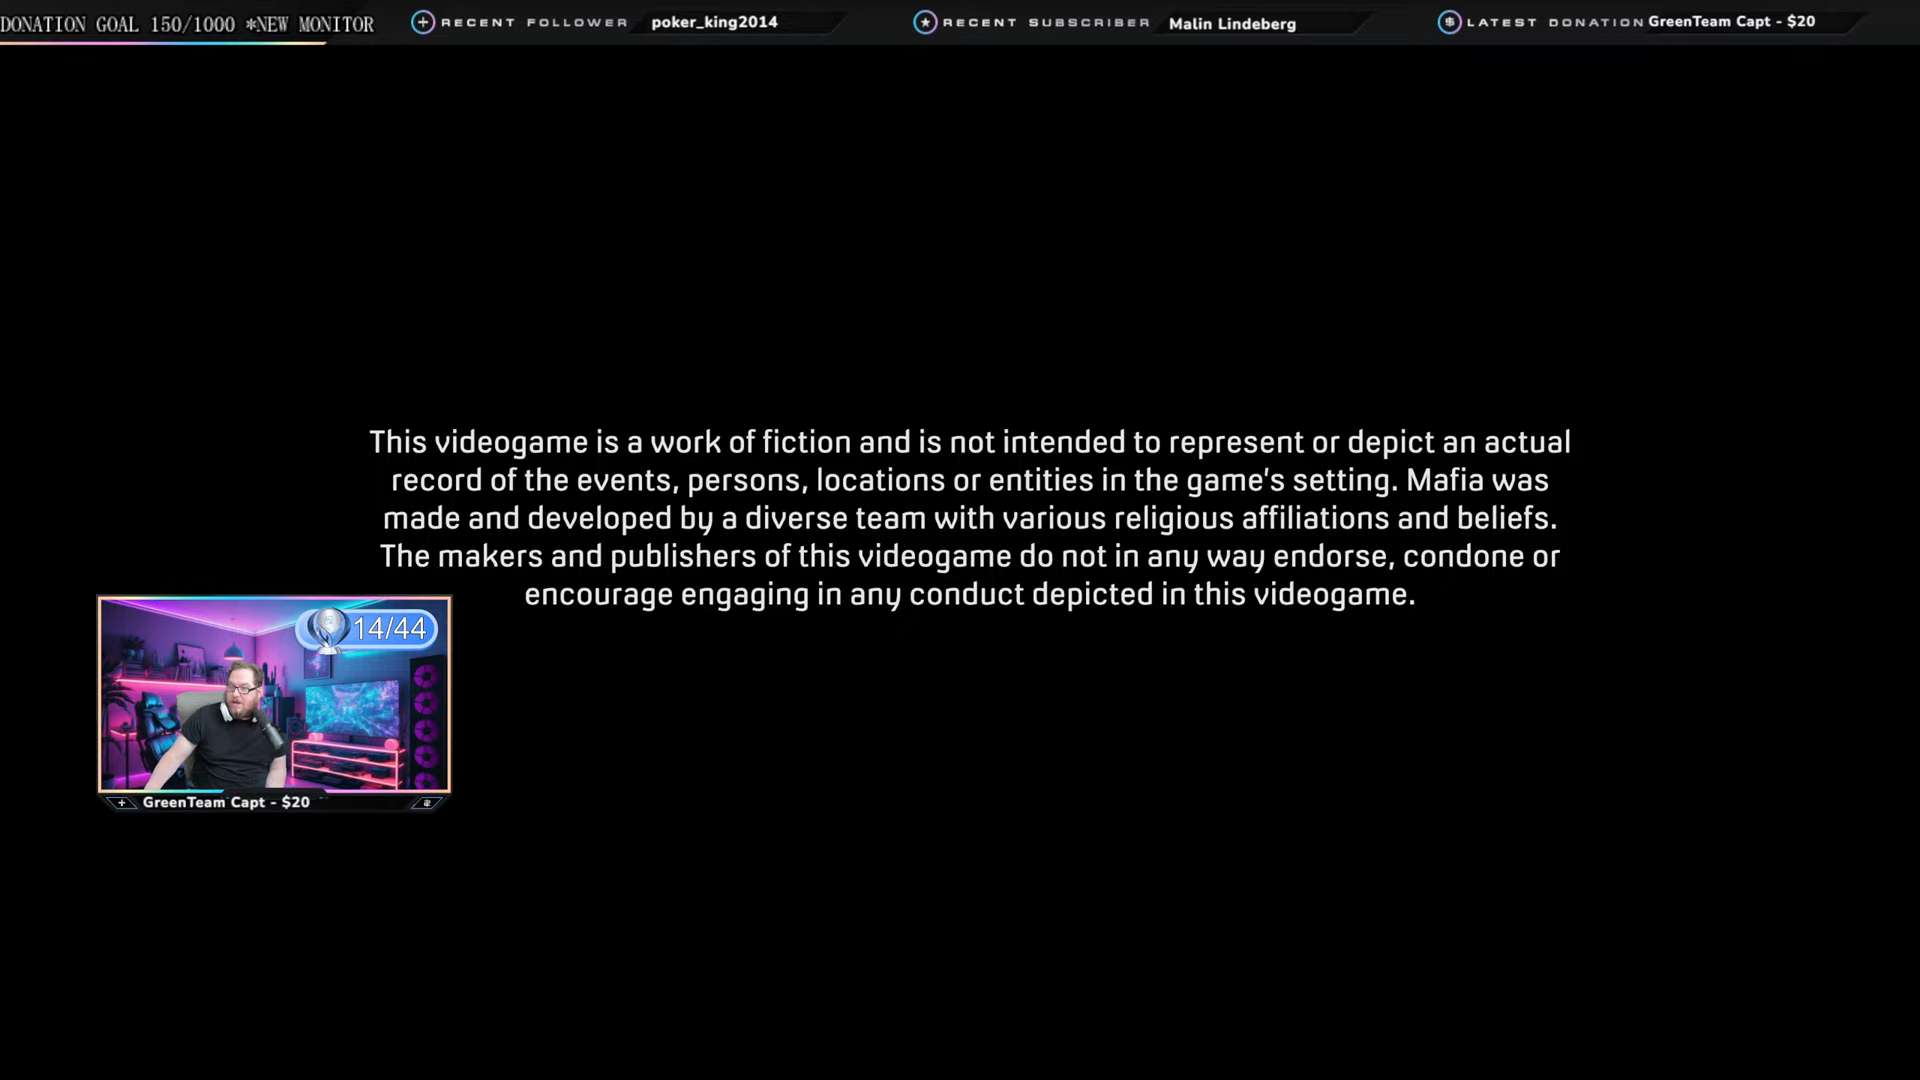 DONATION GOAL 150/1000 *NEW MONITOR
RECENT FOLLOWER poker_king2014
RECENT SUBSCRIBER Malin Lindeberg
LATEST DONATION GreenTeam Capt - $20
This videogame is a work of fiction and is not intended to represent or depict an actual
record of the events, persons, locations or entities in the game's setting. Mafia was
made and developed by a diverse team with various religious affiliations and beliefs.
The makers and publishers of this videogame do not in any way endorse, condone or
encourage engaging in any conduct depicted in this videogame.
14/44
GreenTeam Capt - $20